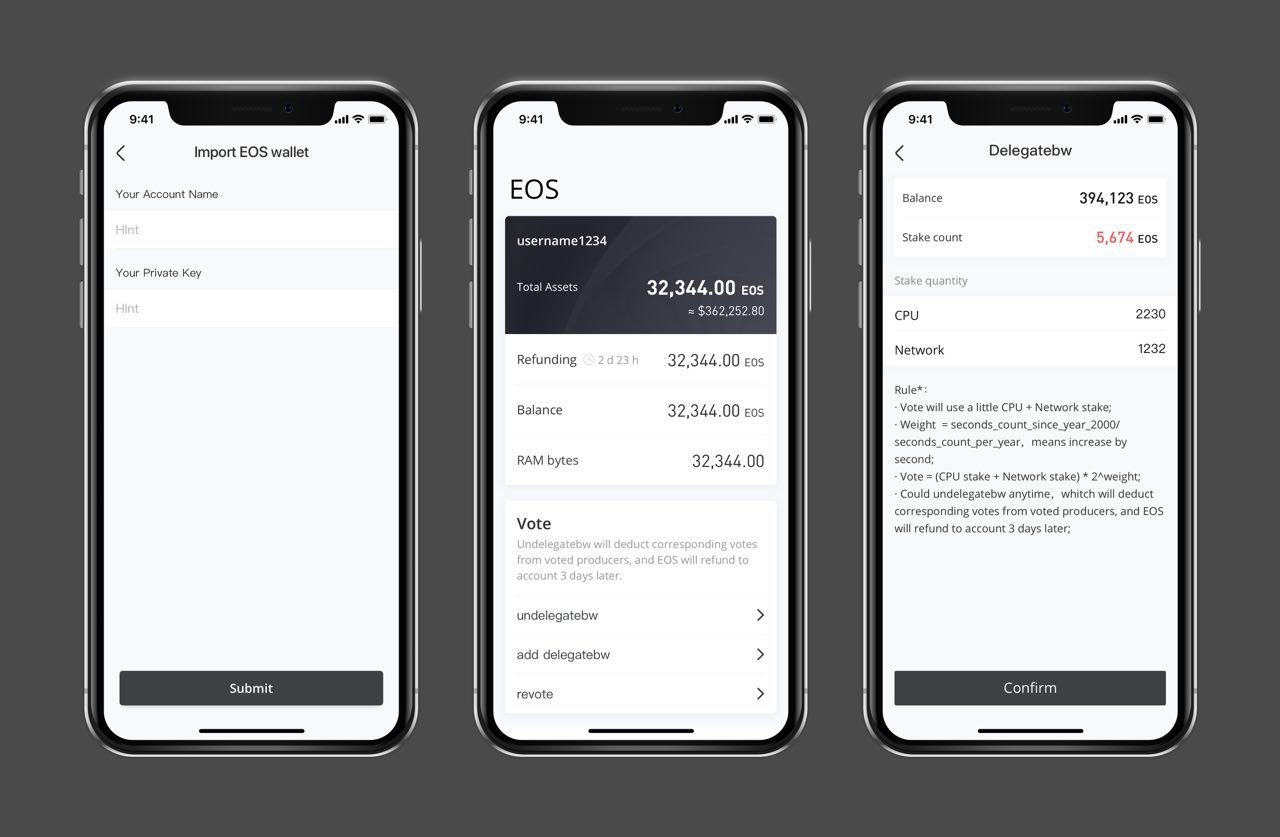 9:41
Import EOS wallet
Your Account Name
HInt
Your Private Key
HInt
Submit
9:41
EOS
username1234
Total Assets 32,344.00 EOS
≈ $362,252.80
Refunding 2 d 23 h 32,344.00 EOS
Balance 32,344.00 EOS
RAM bytes 32,344.00
Vote
Undelegatebw will deduct corresponding votes
from voted producers, and EOS will refund to
account 3 days later.
undelegatebw
add delegatebw
revote
9:41
Delegatebw
Balance 394,123 EOS
Stake count 5,674 EOS
Stake quantity
CPU 2230
Network 1232
Rule*:
· Vote will use a little CPU + Network stake;
· Weight = seconds_count_since_year_2000/
seconds_count_per_year, means increase by
second;
· Vote = (CPU stake + Network stake) * 2^weight;
· Could undelegatebw anytime, whitch will deduct
corresponding votes from voted producers, and EOS
will refund to account 3 days later;
Confirm